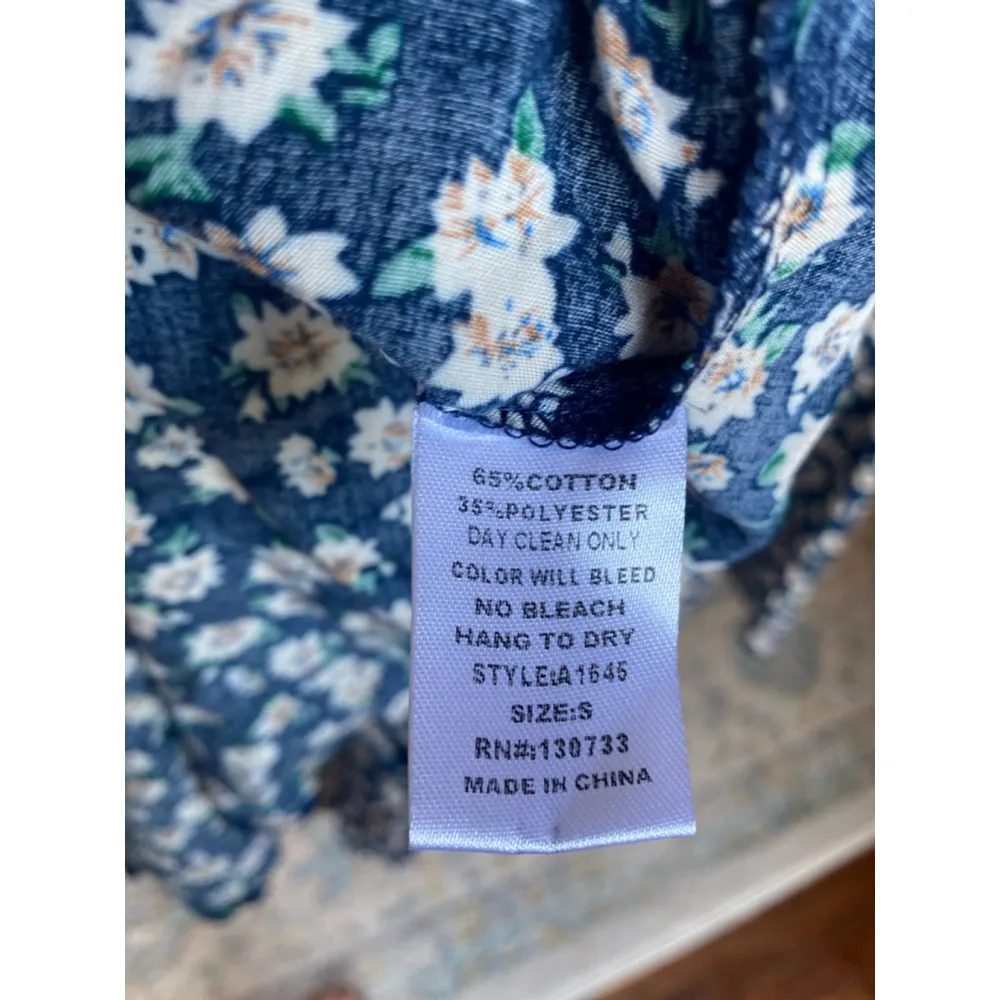 65%COTTON
35%POLYESTER
DAY CLEAN ONLY
COLOR WILL BLEED
NO BLEACH
HANG TO DRY
STYLE:A1645
SIZE:S
RN#:130733
MADE IN CHINA